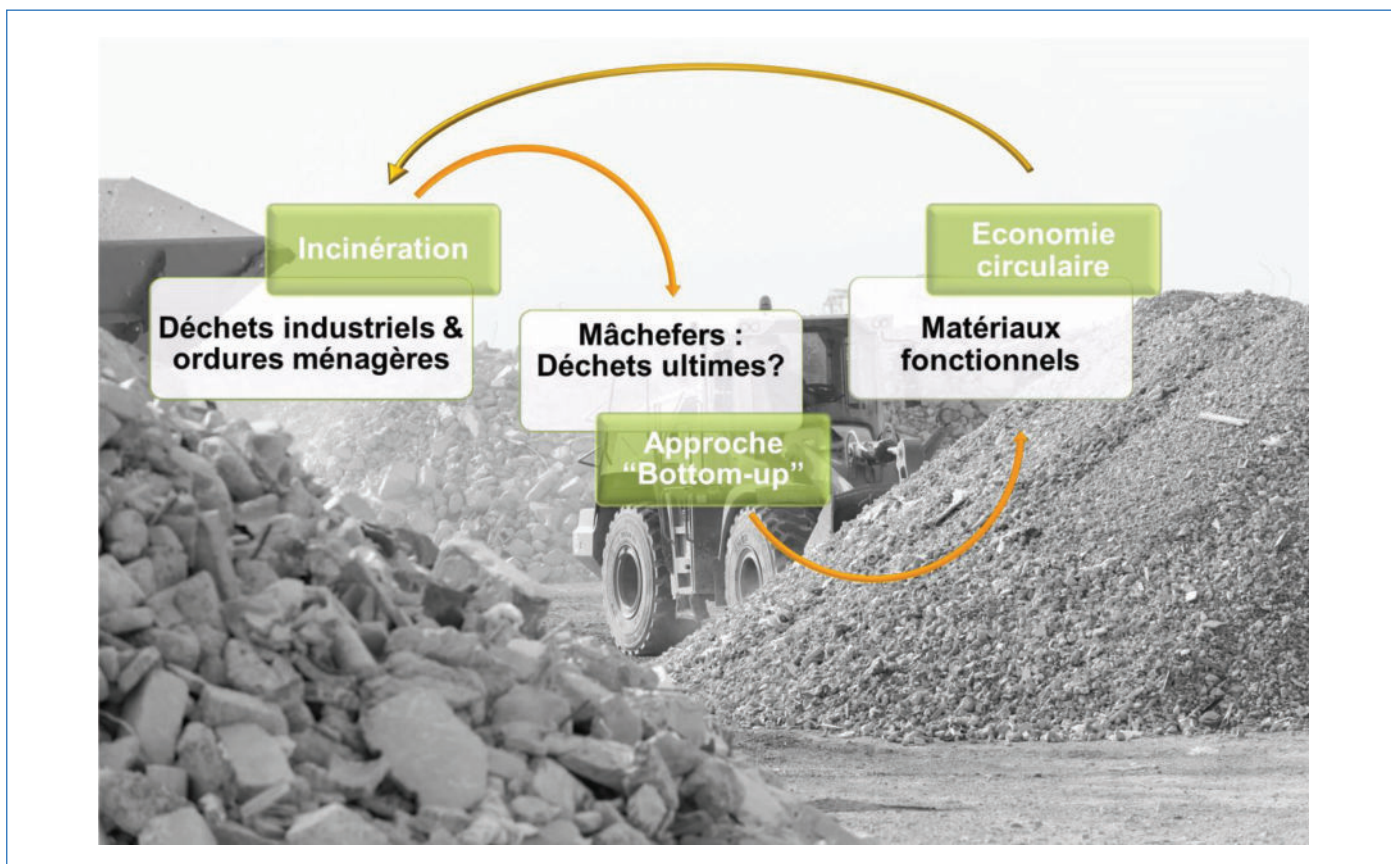 Incinération
Déchets industriels &
ordures ménagères
Mâchefers :
Déchets ultimes?
Approche
“Bottom-up”
Economie
circulaire
Matériaux
fonctionnels